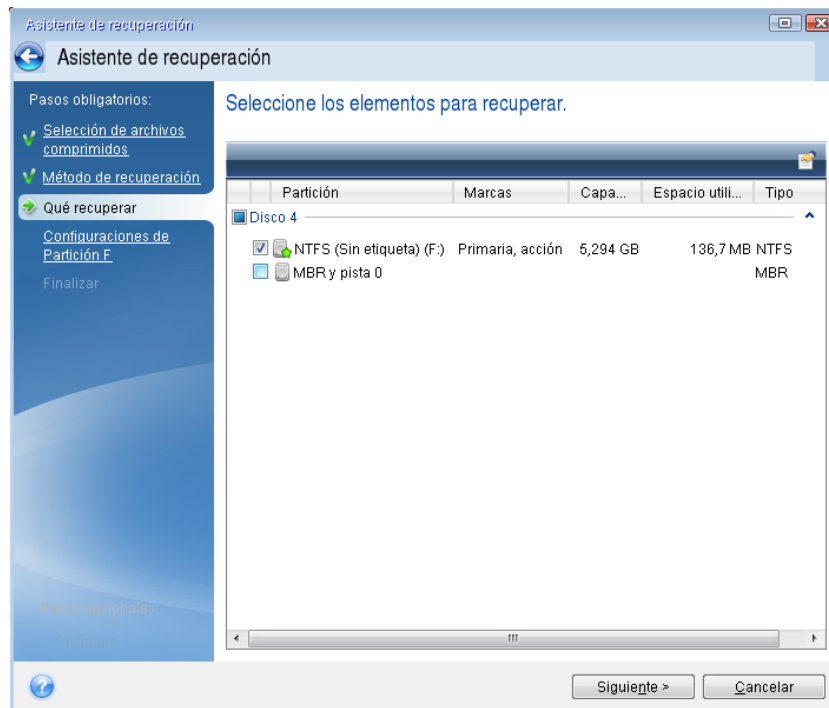 Asistente de recuperación
Asistente de recuperación
Pasos obligatorios:
Selección de archivos
comprimidos
Método de recuperación
Qué recuperar
Configuraciones de
Partición F
Finalizar
Seleccione los elementos para recuperar.
Partición Marcas Capa... Espacio utili... Tipo
Disco 4
NTFS (Sin etiqueta) (F:) Primaria, acción 5,294 GB 136,7 MB NTFS
MBR y pista 0 MBR
Siguiente >
Cancelar